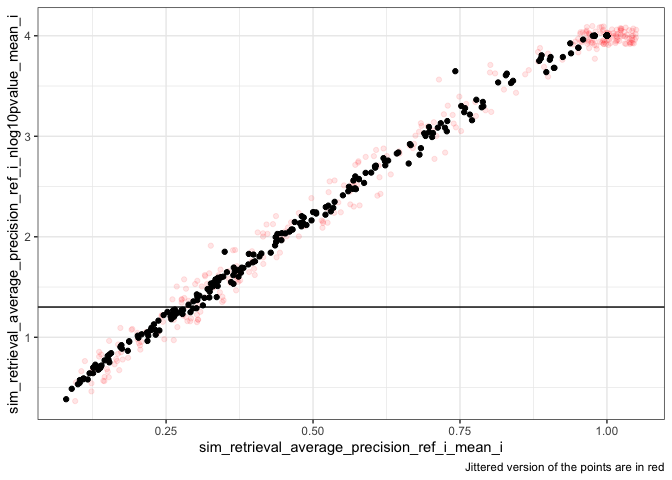 sim_retrieval_average_precision_ref_i_nlog10pvalue_mean_i
4
3
2
1
0.25 0.50 0.75 1.00
sim_retrieval_average_precision_ref_i_mean_i
Jittered version of the points are in red